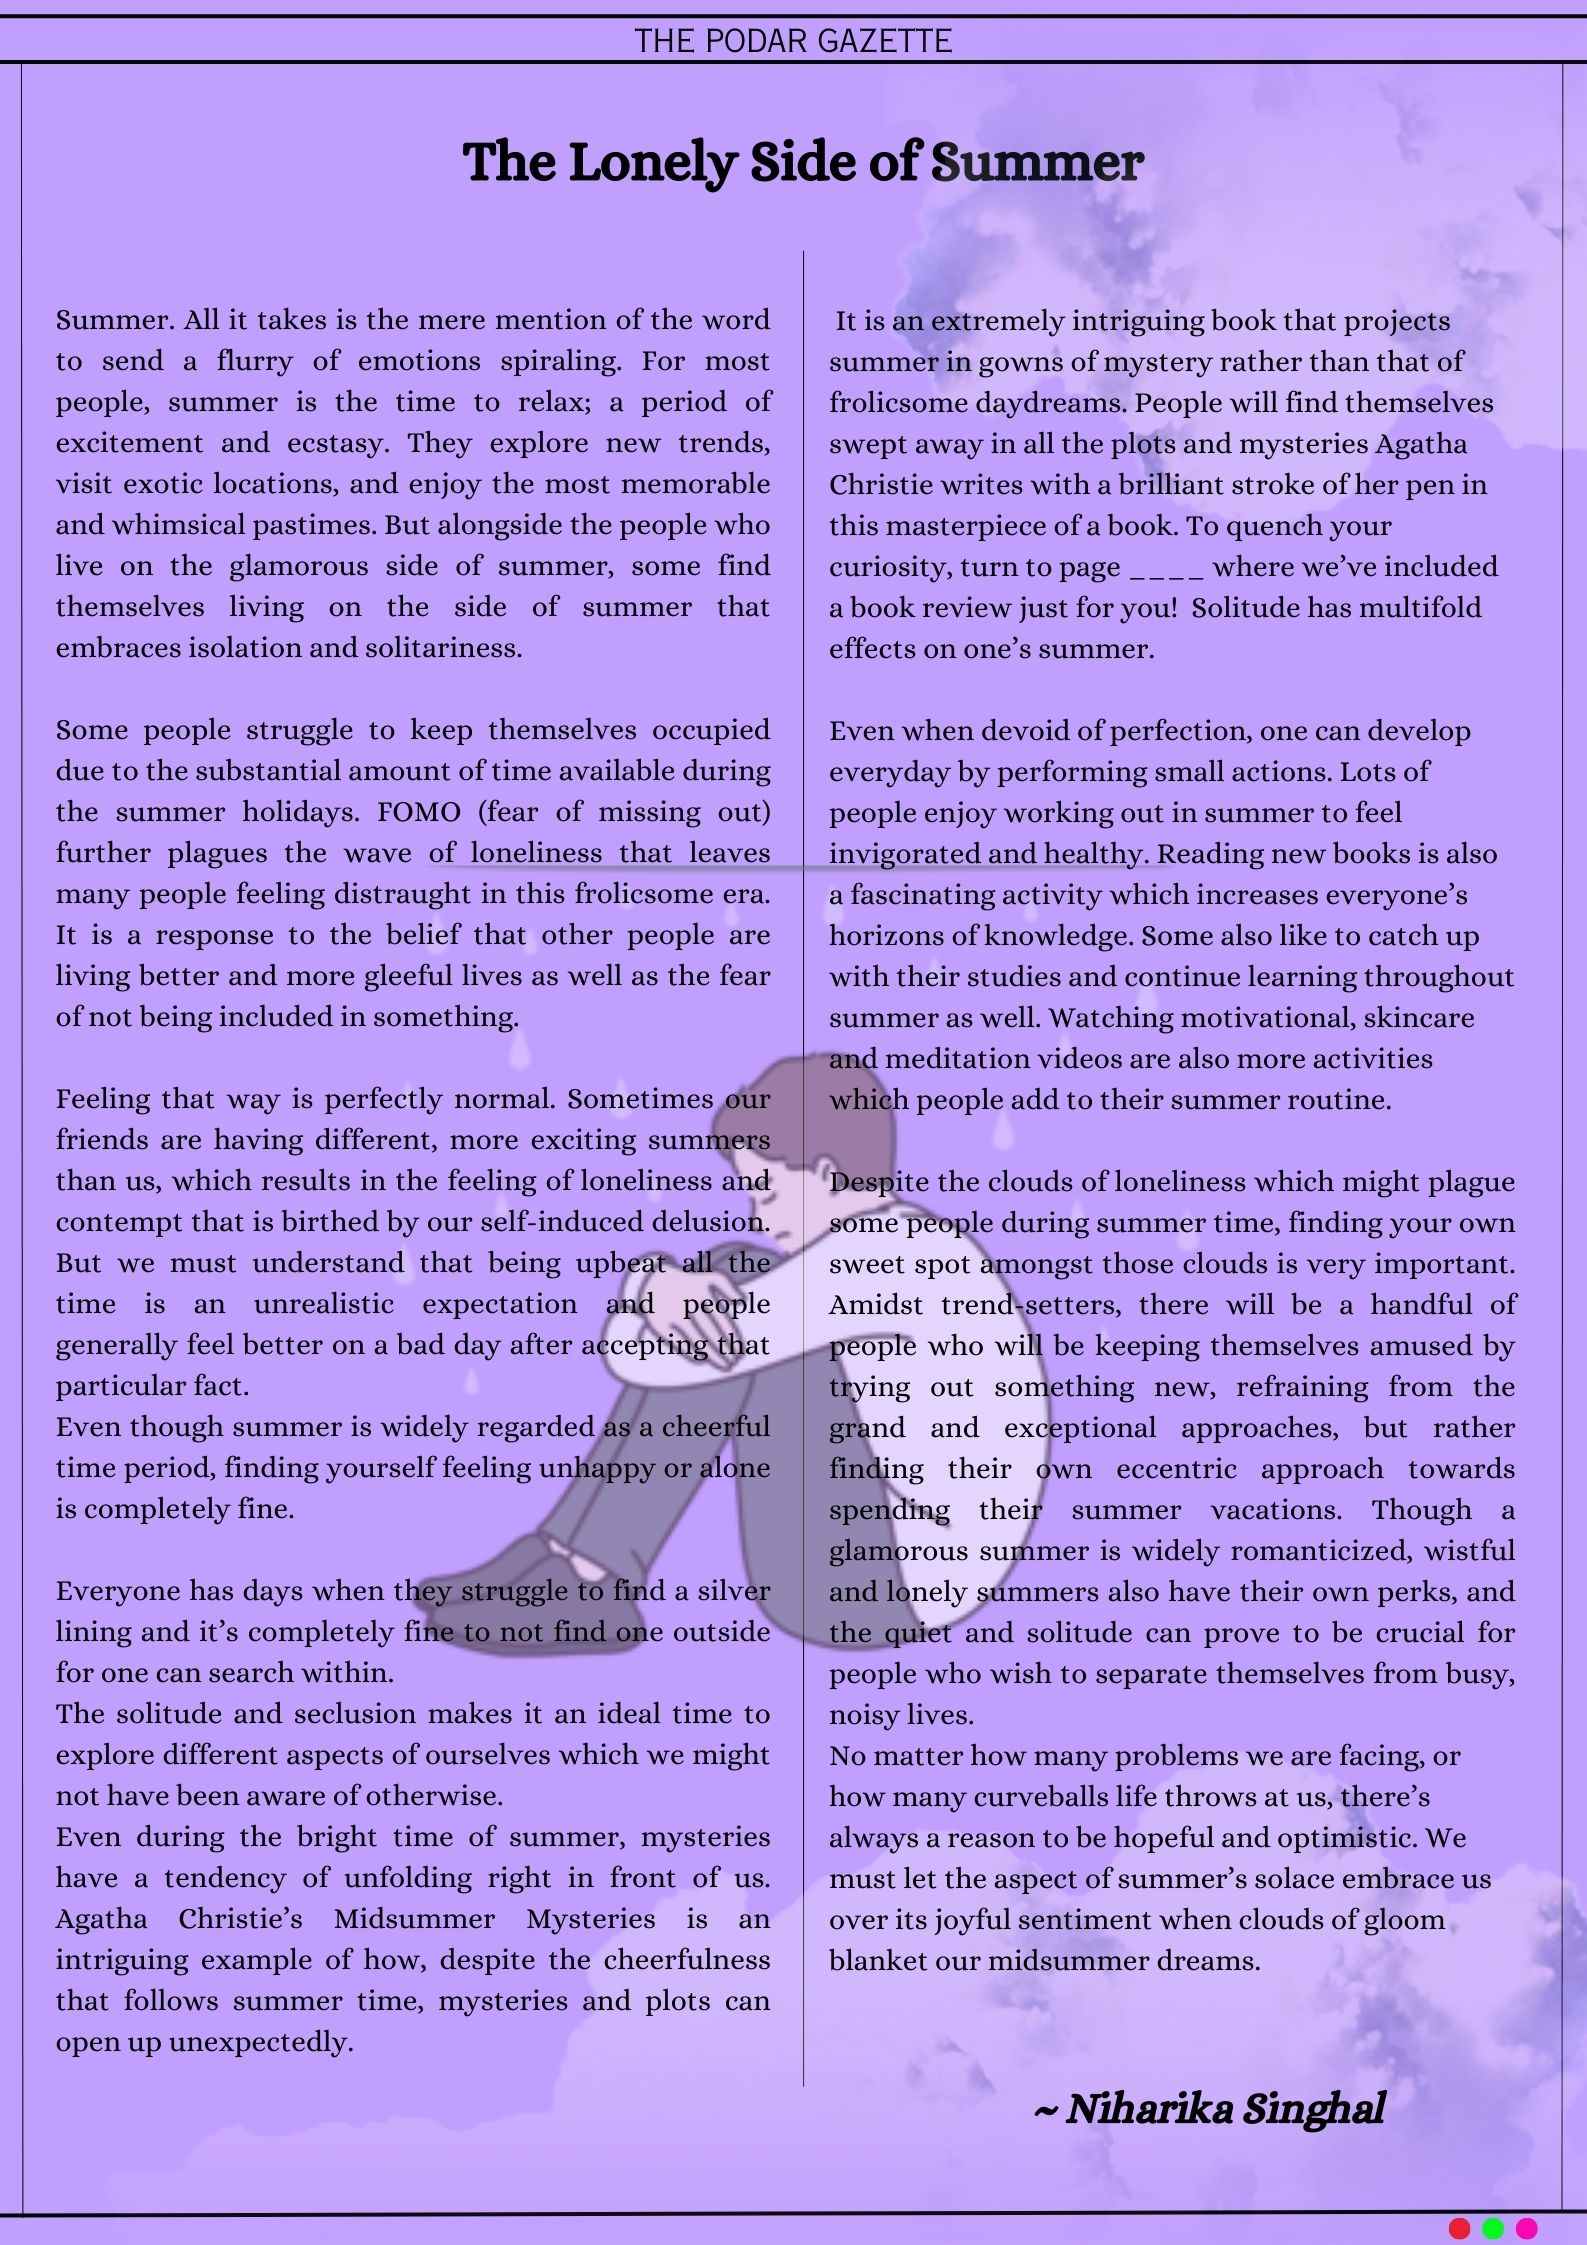 THE PODAR GAZETTE
The Lonely Side of Summer
Summer. All it takes is the mere mention of the word
to send a flurry of emotions spiraling. For most
people, summer is the time to relax; a period of
excitement and ecstasy. They explore new trends,
visit exotic locations, and enjoy the most memorable
and whimsical pastimes. But alongside the people who
live on the glamorous side of summer, some find
themselves living on the side of summer that
embraces isolation and solitariness.
Some people struggle to keep themselves occupied
due to the substantial amount of time available during
the summer holidays. FOMO (fear of missing out)
further plagues the wave of loneliness that leaves
many people feeling distraught in this frolicsome era.
It is a response to the belief that other people are
living better and more gleeful lives as well as the fear
of not being included in something.
Feeling that way is perfectly normal. Sometimes our
friends are having different, more exciting summers
than us, which results in the feeling of loneliness and
contempt that is birthed by our self-induced delusion.
But we must understand that being upbeat all the
time is an unrealistic expectation and people
generally feel better on a bad day after accepting that
particular fact.
Even though summer is widely regarded as a cheerful
time period, finding yourself feeling unhappy or alone
is completely fine.
Everyone has days when they struggle to find a silver
lining and it's completely fine to not find one outside
for one can search within.
The solitude and seclusion makes it an ideal time to
explore different aspects of ourselves which we might
not have been aware of otherwise.
Even during the bright time of summer, mysteries
have a tendency of unfolding right in front of us.
Agatha Christie's Midsummer Mysteries is an
intriguing example of how, despite the cheerfulness
that follows summer time, mysteries and plots can
open up unexpectedly.
It is an extremely intriguing book that projects
summer in gowns of mystery rather than that of
frolicsome daydreams. People will find themselves
swept away in all the plots and mysteries Agatha
Christie writes with a brilliant stroke of her pen in
this masterpiece of a book. To quench your
curiosity, turn to page ____ where we've included
a book review just for you! Solitude has multifold
effects on one's summer.
Even when devoid of perfection, one can develop
everyday by performing small actions. Lots of
people enjoy working out in summer to feel
invigorated and healthy. Reading new books is also
a fascinating activity which increases everyone's
horizons of knowledge. Some also like to catch up
with their studies and continue learning throughout
summer as well. Watching motivational, skincare
and meditation videos are also more activities
which people add to their summer routine.
Despite the clouds of loneliness which might plague
some people during summer time, finding your own
sweet spot amongst those clouds is very important.
Amidst trend-setters, there will be a handful of
people who will be keeping themselves amused by
trying out something new, refraining from the
grand and exceptional approaches, but rather
finding their own eccentric approach towards
spending their summer vacations. Though a
glamorous summer is widely romanticized, wistful
and lonely summers also have their own perks, and
the quiet and solitude can prove to be crucial for
people who wish to separate themselves from busy,
noisy lives.
No matter how many problems we are facing, or
how many curveballs life throws at us, there's
always a reason to be hopeful and optimistic. We
must let the aspect of summer's solace embrace us
over its joyful sentiment when clouds of gloom
blanket our midsummer dreams.
~ Niharika Singhal